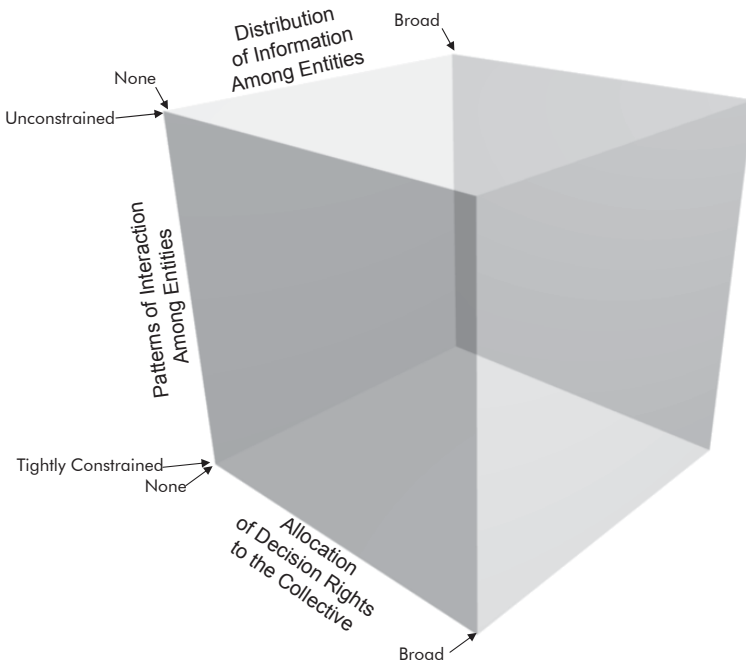 Distribution
of Information
Among Entities
Broad
None
Unconstrained
Patterns of Interaction
Among Entities
Tightly Constrained
None
Allocation
of Decision Rights
to the Collective
Broad